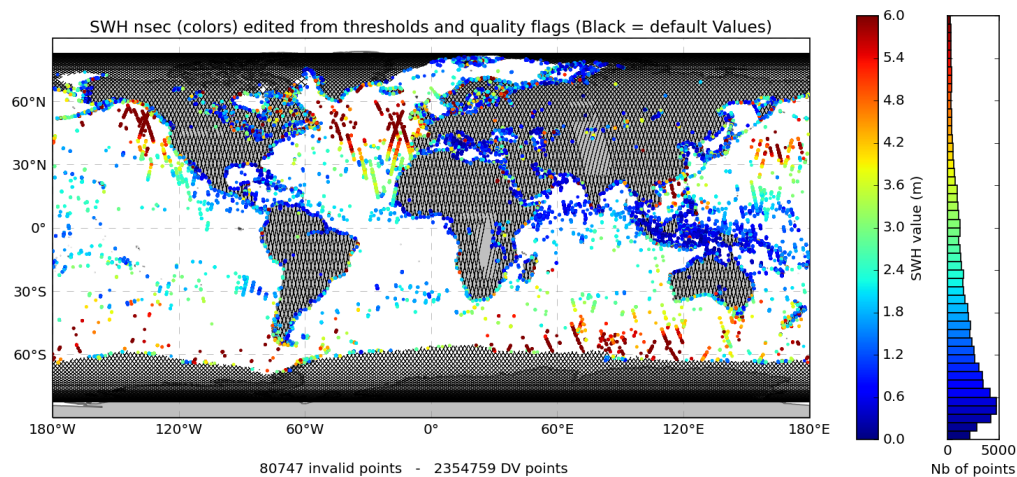 SWH nsec (colors) edited from thresholds and quality flags (Black = default Values)
60°N
30°N
0°
30°S
60°S
180°W
120°W
60°W
0°
60°E
120°E
180°E
80747 invalid points - 2354759 DV points
6.0
5.4
4.8
4.2
3.6
3.0
2.4
1.8
1.2
0.6
0.0
SWH value (m)
0
5000
Nb of points